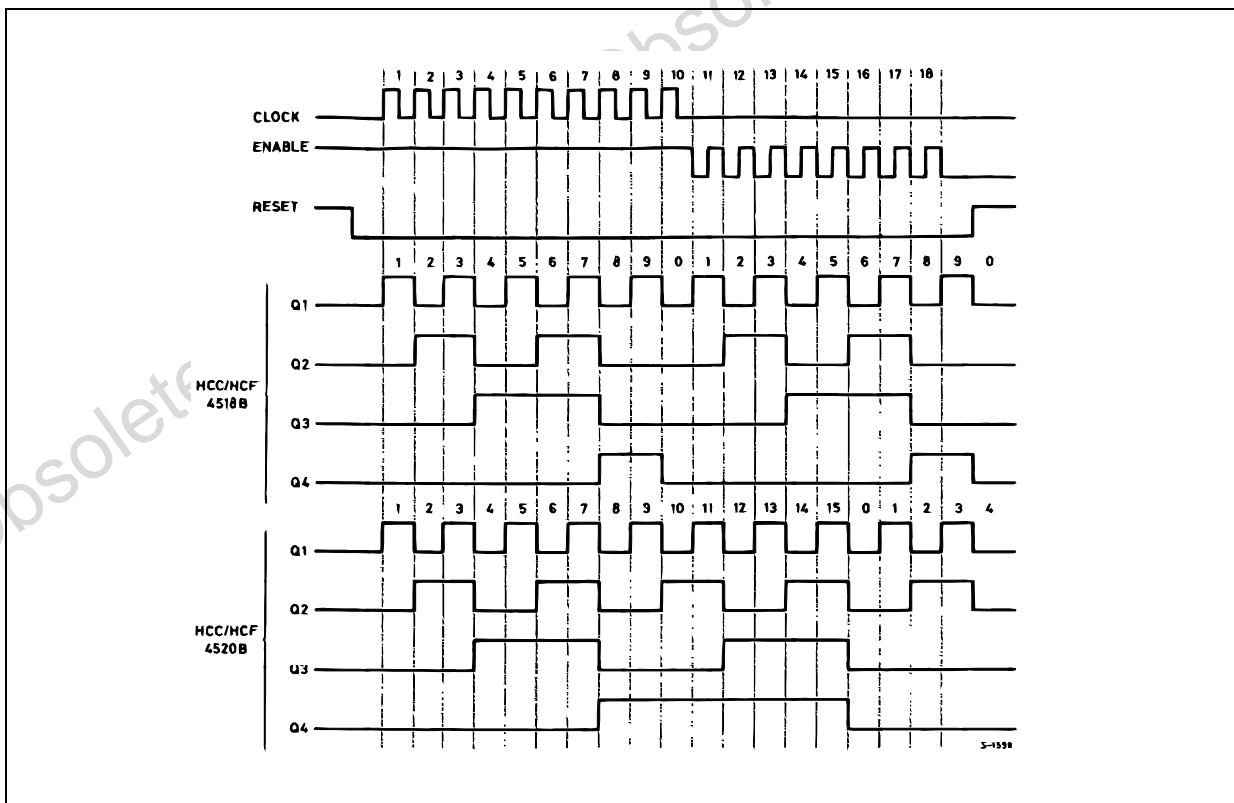 Obsolete
1 2 3 4 5 6 7 8 9 10 11 12 13 14 15 16 17 18
CLOCK
ENABLE
RESET
1 2 3 4 5 6 7 8 9 0 1 2 3 4 5 6 7 8 9 0
Q1
Q2
HCC/HCF
4518B
Q3
Q4
1 2 3 4 5 6 7 8 9 10 11 12 13 14 15 0 1 2 3 4
Q1
Q2
HCC/HCF
4520B
Q3
Q4
S-1598